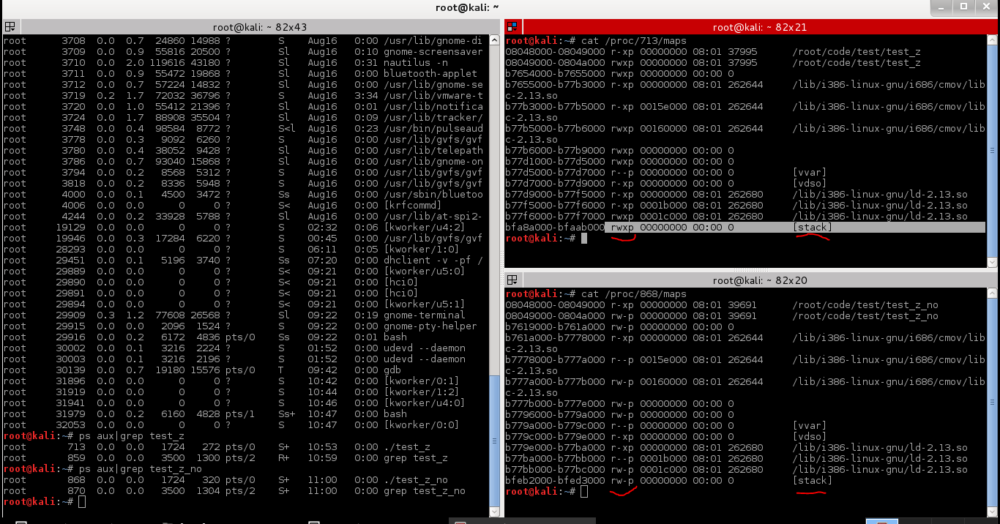 root@kali: ~
root@kali: ~ 82x43
root 3708 0.0 0.7 24860 14988 ? S Aug16 0:00 /usr/lib/gnome-di
root 3709 0.0 0.9 55816 20500 ? Sl Aug16 0:10 gnome-screensaver
root 3710 0.0 2.0 119616 43180 ? Sl Aug16 0:31 nautilus -n
root 3711 0.0 0.9 55472 19868 ? Sl Aug16 0:00 bluetooth-applet
root 3712 0.0 0.7 57224 14832 ? Sl Aug16 0:00 /usr/lib/gnome-se
root 3719 0.2 1.7 72032 36796 ? S Aug16 3:34 /usr/lib/vmware-t
root 3720 0.0 1.0 55412 21396 ? Sl Aug16 0:01 /usr/lib/notifica
root 3724 0.0 1.7 88908 35504 ? Sl Aug16 0:09 /usr/lib/tracker/
root 3748 0.0 0.4 98584 8772 ? S<l Aug16 0:23 /usr/bin/pulseaud
root 3778 0.0 0.3 9092 6260 ? S Aug16 0:00 /usr/lib/gvfs/gvf
root 3780 0.0 0.4 38052 9428 ? Sl Aug16 0:00 /usr/lib/telepath
root 3786 0.0 0.7 93040 15868 ? Sl Aug16 0:00 /usr/lib/gnome-on
root 3794 0.0 0.2 8568 5312 ? S Aug16 0:00 /usr/lib/gvfs/gvf
root 3818 0.0 0.2 8336 5948 ? S Aug16 0:00 /usr/lib/gvfs/gvf
root 4000 0.0 0.1 4500 3472 ? Ss Aug16 0:00 /usr/sbin/bluetoo
root 4006 0.0 0.0 0 0 ? S< Aug16 0:00 [krfcommd]
root 4244 0.0 0.2 33928 5788 ? Sl Aug16 0:00 /usr/lib/at-spi2-
root 19129 0.0 0.0 0 0 ? S 02:32 0:06 [kworker/u4:2]
root 19946 0.0 0.3 17284 6220 ? S 00:45 0:00 /usr/lib/gvfs/gvf
root 28293 0.0 0.0 0 0 ? S 06:11 0:05 [kworker/1:0]
root 29451 0.0 0.1 5196 3740 ? Ss 07:20 0:00 dhclient -v -pf /
root 29889 0.0 0.0 0 0 ? S< 09:21 0:00 [kworker/u5:0]
root 29890 0.0 0.0 0 0 ? S< 09:21 0:00 [hci0]
root 29891 0.0 0.0 0 0 ? S< 09:21 0:00 [hci0]
root 29894 0.0 0.0 0 0 ? S< 09:21 0:00 [kworker/u5:1]
root 29909 0.3 1.2 77608 26568 ? Sl 09:22 0:19 gnome-terminal
root 29915 0.0 0.0 2096 1524 ? S 09:22 0:00 gnome-pty-helper
root 29916 0.0 0.2 6172 4836 pts/0 Ss 09:22 0:01 bash
root 30002 0.0 0.1 3216 2224 ? S 01:52 0:00 udevd --daemon
root 30003 0.0 0.1 3216 2196 ? S 01:52 0:00 udevd --daemon
root 30139 0.0 0.7 19180 15576 pts/0 T 09:42 0:00 gdb
root 31896 0.0 0.0 0 0 ? S 10:42 0:00 [kworker/0:1]
root 31919 0.0 0.0 0 0 ? S 10:44 0:00 [kworker/1:2]
root 31941 0.0 0.0 0 0 ? S 10:46 0:00 [kworker/u4:0]
root 31979 0.0 0.2 6160 4828 pts/1 Ss+ 10:47 0:00 bash
root 32053 0.0 0.0 0 0 ? S 10:47 0:00 [kworker/0:0]
root@kali:~# ps aux|grep test_z
root 713 0.0 0.0 1724 272 pts/0 S+ 10:53 0:00 ./test_z
root 859 0.0 0.0 3500 1300 pts/2 R+ 10:59 0:00 grep test_z
root@kali:~# ps aux|grep test_z_no
root 868 0.0 0.0 1724 320 pts/0 S+ 11:00 0:00 ./test_z_no
root 870 0.0 0.0 3500 1304 pts/2 S+ 11:00 0:00 grep test_z_no
root@kali:~#
root@kali: ~ 82x21
root@kali:~# cat /proc/713/maps
08048000-08049000 r-xp 00000000 08:01 37995 /root/code/test/test_z
08049000-0804a000 rwxp 00000000 08:01 37995 /root/code/test/test_z
b7654000-b7655000 rwxp 00000000 00:00 0
b7655000-b77b3000 r-xp 00000000 08:01 262644 /lib/i386-linux-gnu/i686/cmov/lib
c-2.13.so
b77b3000-b77b5000 r-xp 0015e000 08:01 262644 /lib/i386-linux-gnu/i686/cmov/lib
c-2.13.so
b77b5000-b77b6000 rwxp 00160000 08:01 262644 /lib/i386-linux-gnu/i686/cmov/lib
c-2.13.so
b77b6000-b77b9000 rwxp 00000000 00:00 0
b77d1000-b77d5000 rwxp 00000000 00:00 0
b77d5000-b77d7000 r--p 00000000 00:00 0 [vvar]
b77d7000-b77d9000 r-xp 00000000 00:00 0 [vdso]
b77d9000-b77f5000 r-xp 00000000 08:01 262680 /lib/i386-linux-gnu/ld-2.13.so
b77f5000-b77f6000 r-xp 0001b000 08:01 262680 /lib/i386-linux-gnu/ld-2.13.so
b77f6000-b77f7000 rwxp 0001c000 08:01 262680 /lib/i386-linux-gnu/ld-2.13.so
bfa8a000-bfaab000 rwxp 00000000 00:00 0 [stack]
root@kali:~#
root@kali: ~ 82x20
root@kali:~# cat /proc/868/maps
08048000-08049000 r-xp 00000000 08:01 39691 /root/code/test/test_z_no
08049000-0804a000 rw-p 00000000 08:01 39691 /root/code/test/test_z_no
b7619000-b761a000 rw-p 00000000 00:00 0
b761a000-b7778000 r-xp 00000000 08:01 262644 /lib/i386-linux-gnu/i686/cmov/lib
c-2.13.so
b7778000-b777a000 r--p 0015e000 08:01 262644 /lib/i386-linux-gnu/i686/cmov/lib
c-2.13.so
b777a000-b777b000 rw-p 00160000 08:01 262644 /lib/i386-linux-gnu/i686/cmov/lib
c-2.13.so
b777b000-b777e000 rw-p 00000000 00:00 0
b7796000-b779a000 rw-p 00000000 00:00 0
b779a000-b779c000 r--p 00000000 00:00 0 [vvar]
b779c000-b779e000 r-xp 00000000 00:00 0 [vdso]
b779e000-b77ba000 r-xp 00000000 08:01 262680 /lib/i386-linux-gnu/ld-2.13.so
b77ba000-b77bb000 r--p 0001b000 08:01 262680 /lib/i386-linux-gnu/ld-2.13.so
b77bb000-b77bc000 rw-p 0001c000 08:01 262680 /lib/i386-linux-gnu/ld-2.13.so
bfeb2000-bfed3000 rw-p 00000000 00:00 0 [stack]
root@kali:~#